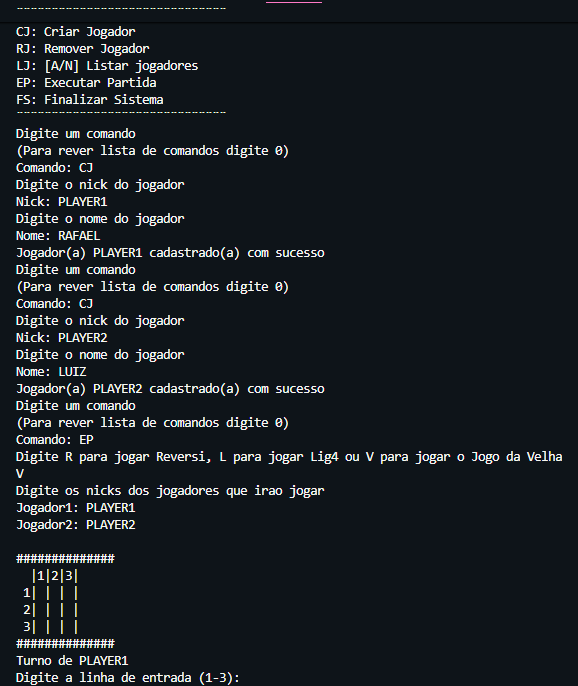 ------------------------------
CJ: Criar Jogador
RJ: Remover Jogador
LJ: [A/N] Listar jogadores
EP: Executar Partida
FS: Finalizar Sistema
------------------------------
Digite um comando
(Para rever lista de comandos digite 0)
Comando: CJ
Digite o nick do jogador
Nick: PLAYER1
Digite o nome do jogador
Nome: RAFAEL
Jogador(a) PLAYER1 cadastrado(a) com sucesso
Digite um comando
(Para rever lista de comandos digite 0)
Comando: CJ
Digite o nick do jogador
Nick: PLAYER2
Digite o nome do jogador
Nome: LUIZ
Jogador(a) PLAYER2 cadastrado(a) com sucesso
Digite um comando
(Para rever lista de comandos digite 0)
Comando: EP
Digite R para jogar Reversi, L para jogar Lig4 ou V para jogar o Jogo da Velha
V
Digite os nicks dos jogadores que irao jogar
Jogador1: PLAYER1
Jogador2: PLAYER2

##############
  |1|2|3|
 1| | | |
 2| | | |
 3| | | |
##############
Turno de PLAYER1
Digite a linha de entrada (1-3):